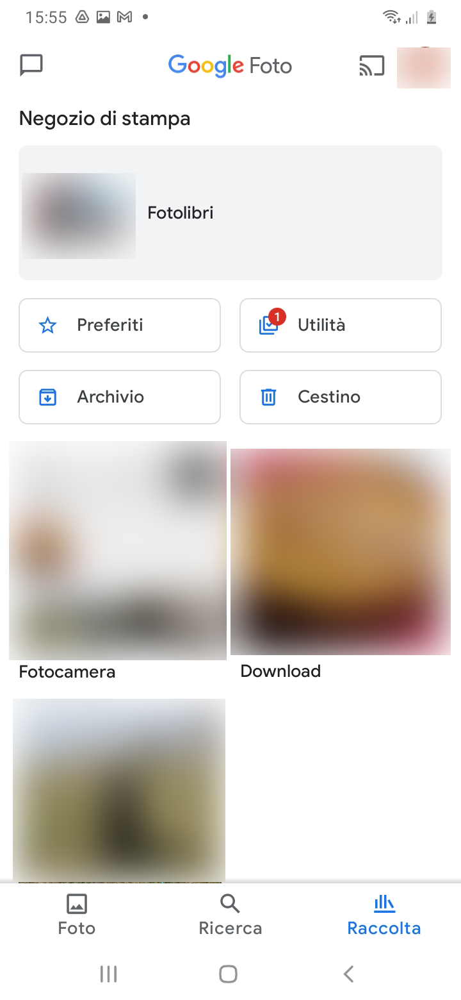 15:55
Google Foto
Negozio di stampa
Fotolibri
Preferiti
1
Utilità
Archivio
Cestino
Fotocamera
Download
Foto
Ricerca
Raccolta